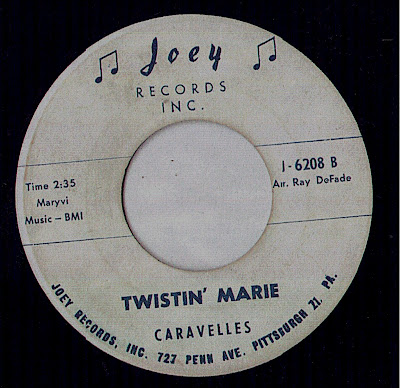 Joey
RECORDS
INC.
Time 2:35
Maryvi
Music - BMI
J-6208 B
Arr. Ray DeFade
TWISTIN' MARIE
CARAVELLES
JOEY RECORDS, INC. 727 PENN AVE. PITTSBURGH 21, PA.